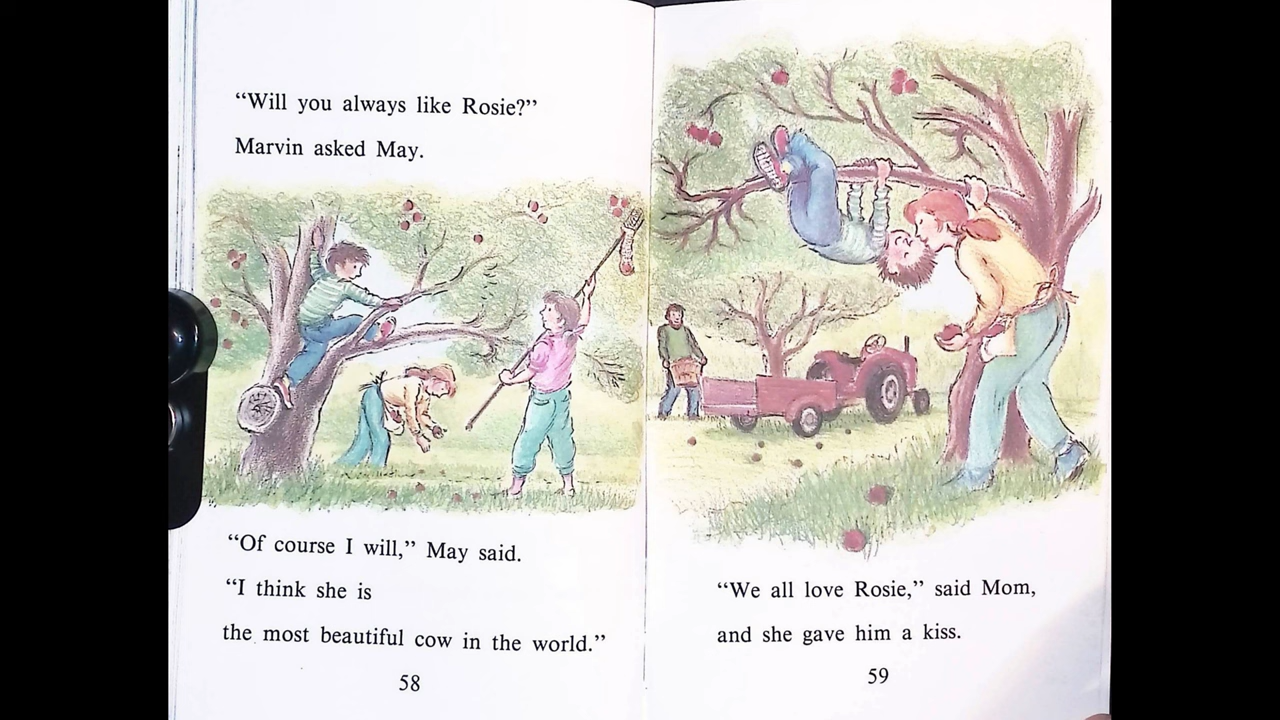 “Will you always like Rosie?”
Marvin asked May.
“Of course I will,” May said.
“I think she is
the most beautiful cow in the world.”
58
“We all love Rosie,” said Mom,
and she gave him a kiss.
59